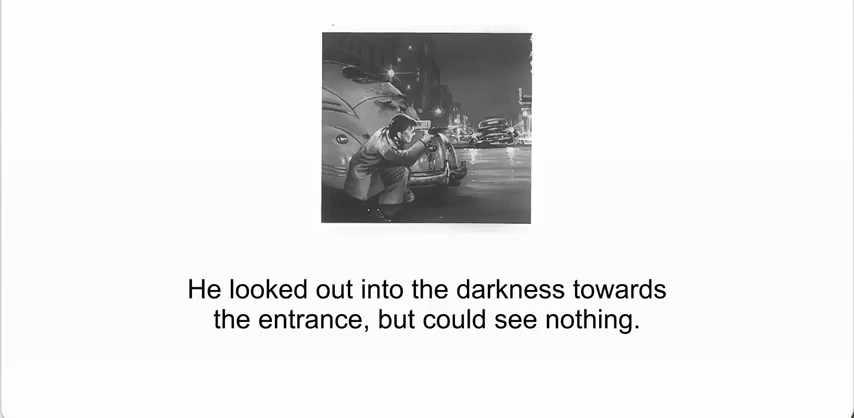 He looked out into the darkness towards
the entrance, but could see nothing.